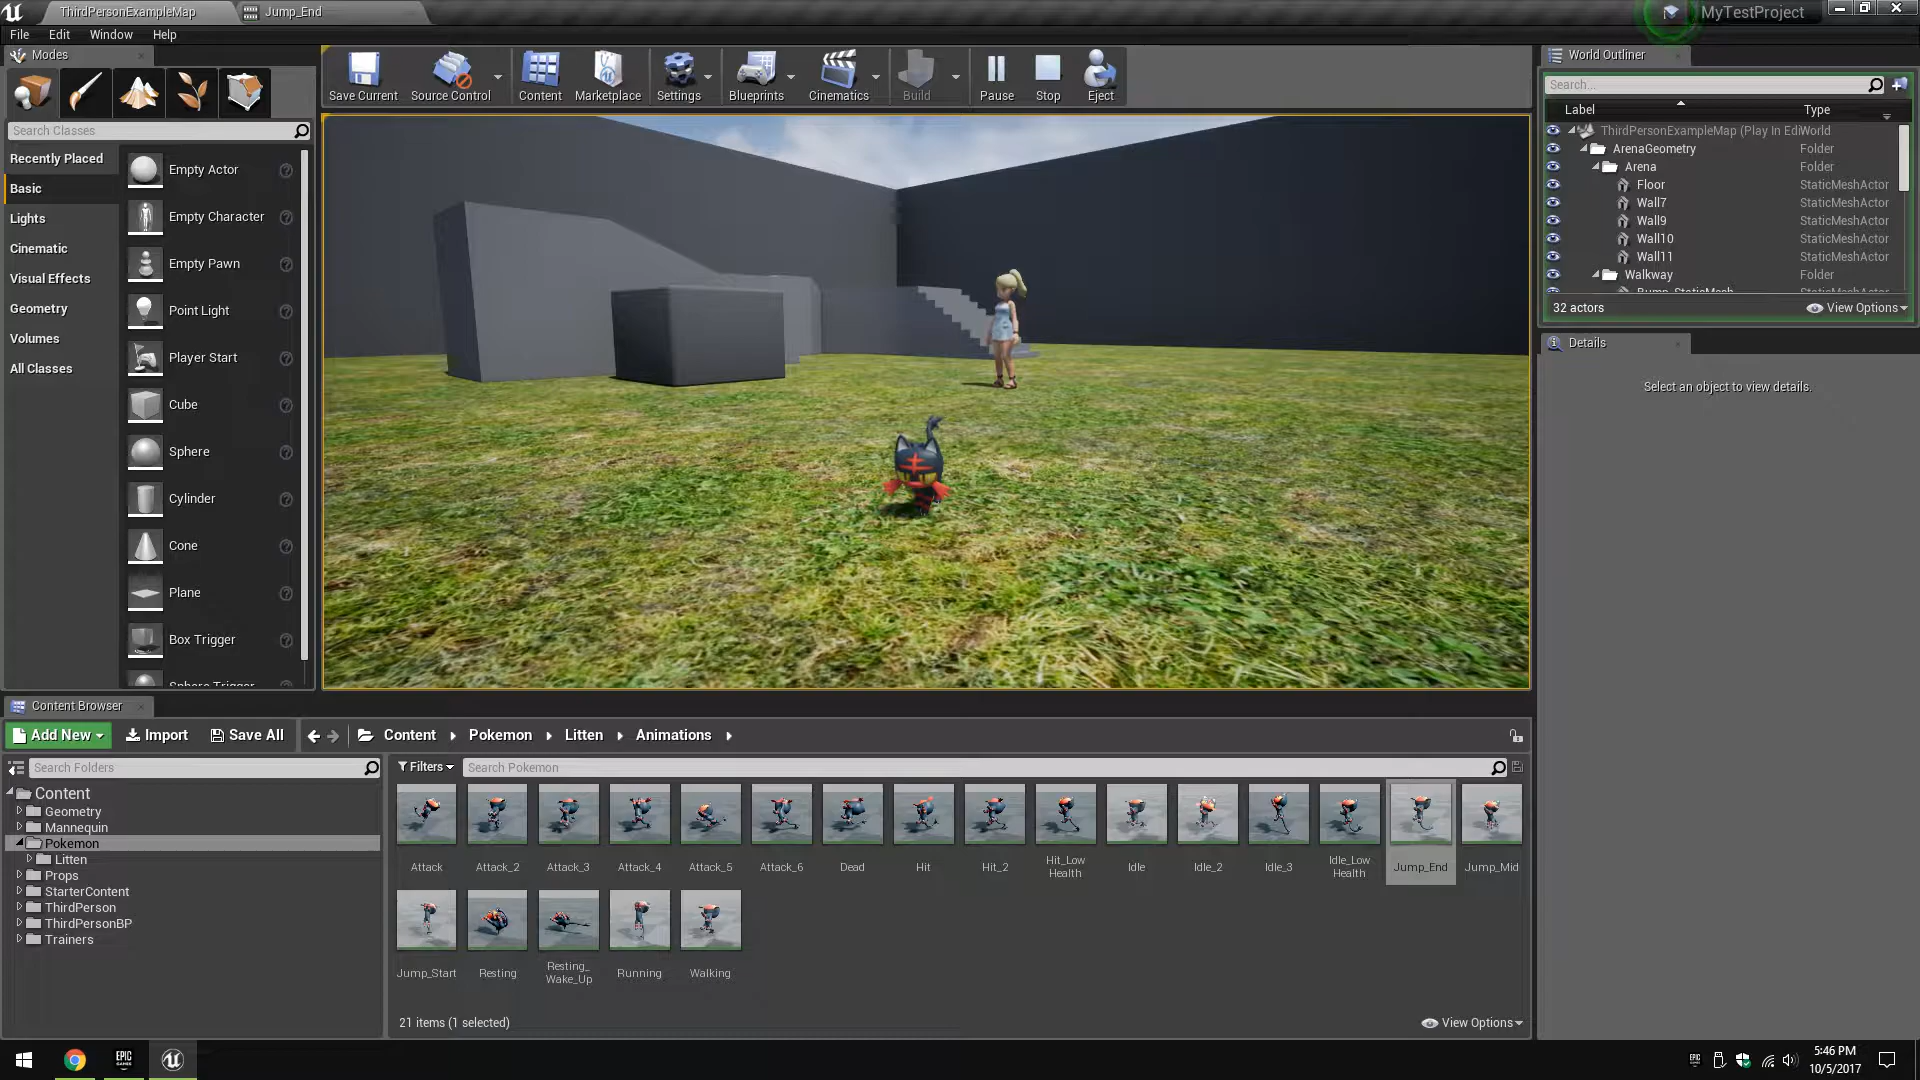 ThirdPersonExampleMap
Jump_End
MyTestProject
File Edit Window Help
Modes
Save Current
Source Control
Content
Marketplace
Settings
Blueprints
Cinematics
Build
Pause
Stop
Eject
World Outliner
Search...
Label Type
ThirdPersonExampleMap (Play In Edi World
ArenaGeometry Folder
Arena Folder
Floor StaticMeshActor
Wall7 StaticMeshActor
Wall9 StaticMeshActor
Wall10 StaticMeshActor
Wall11 StaticMeshActor
Walkway Folder
Bump_StaticMesh StaticMeshActor
32 actors
View Options
Details
Select an object to view details.
Search Classes
Recently Placed
Basic
Lights
Cinematic
Visual Effects
Geometry
Volumes
All Classes
Empty Actor
Empty Character
Empty Pawn
Point Light
Player Start
Cube
Sphere
Cylinder
Cone
Plane
Box Trigger
Sphere Trigger
Content Browser
Add New
Import
Save All
Content
Pokemon
Litten
Animations
Search Folders
Filters
Search Pokemon
Content
Geometry
Mannequin
Pokemon
Litten
Props
StarterContent
ThirdPerson
ThirdPersonBP
Trainers
Attack
Attack_2
Attack_3
Attack_4
Attack_5
Attack_6
Dead
Hit
Hit_2
Hit_Low
Health
Idle
Idle_2
Idle_3
Idle_Low
Health
Jump_End
Jump_Mid
Jump_Start
Resting
Resting_
Wake_Up
Running
Walking
21 items (1 selected)
View Options
EPIC
GAMES
5:46 PM
10/5/2017